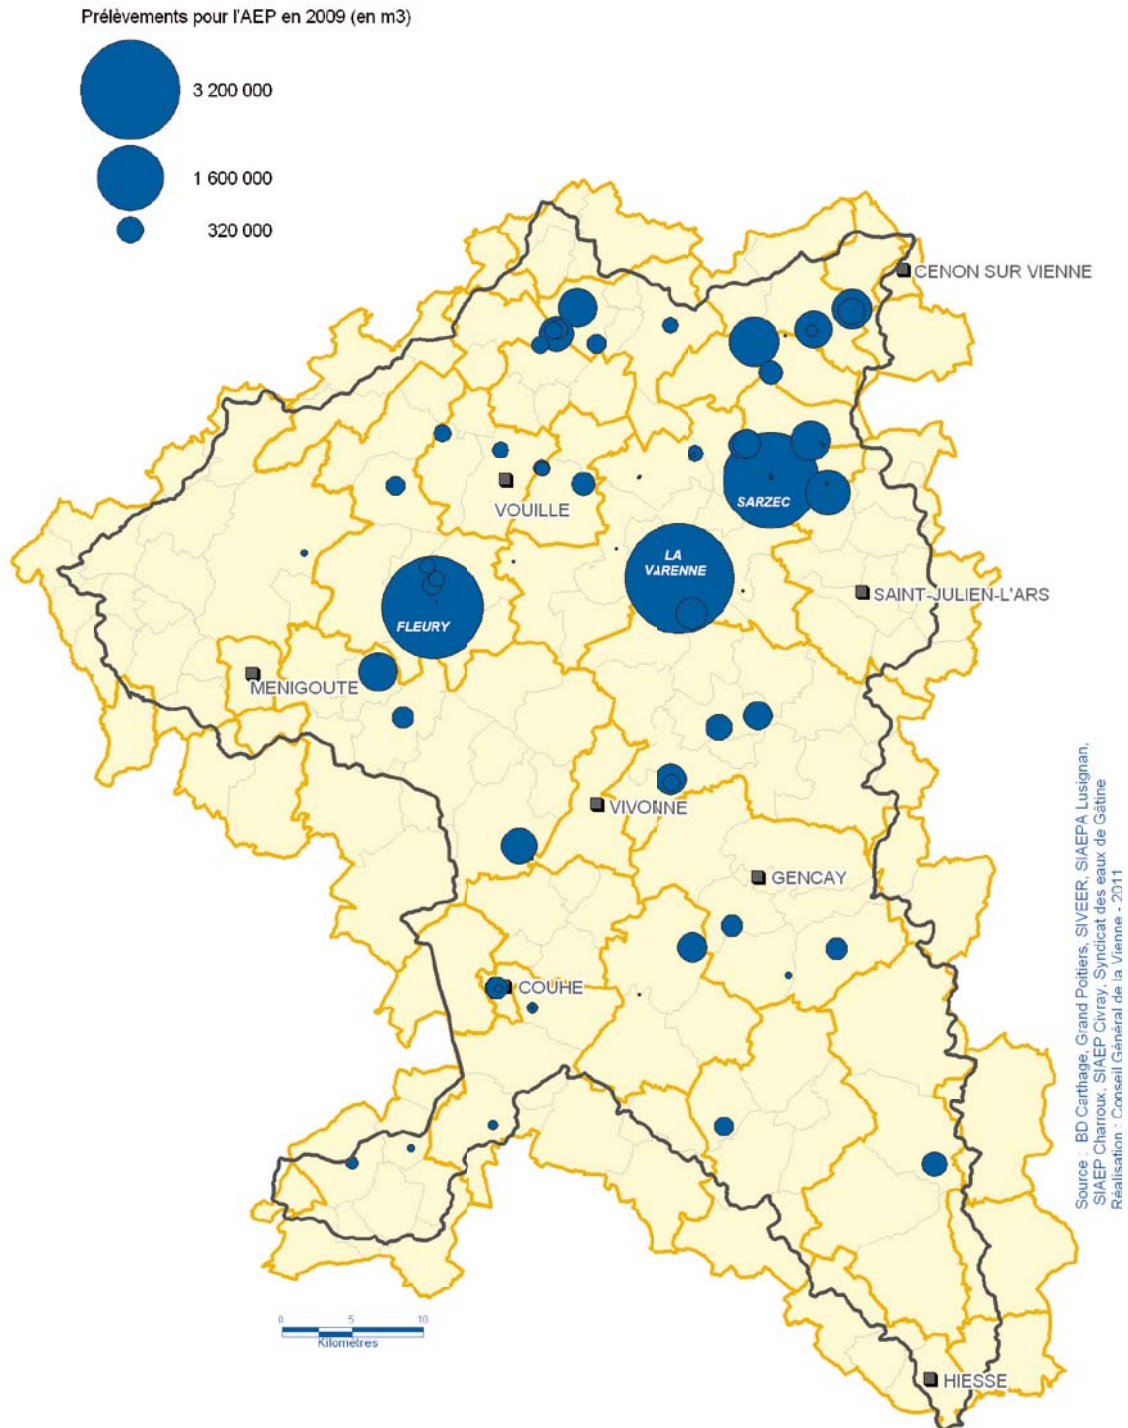 Prélèvements pour l'AEP en 2009 (en m3)
3 200 000
1 600 000
320 000
CENON SUR VIENNE
VOUILLE
SARZEC
LA
VARENNE
SAINT-JULIEN-L'ARS
FLEURY
MENIGOUTE
VIVONNE
GENCAY
COUHE
HIESSE
0 5 10
Kilomètres
Source : BD Carthage, Grand Poitiers, SIVEER, SIAEPA Lusignan,
SIAEP Charroux, SIAEP Civray, Syndicat des eaux de Gâtine
Réalisation : Conseil Général de la Vienne - 2011